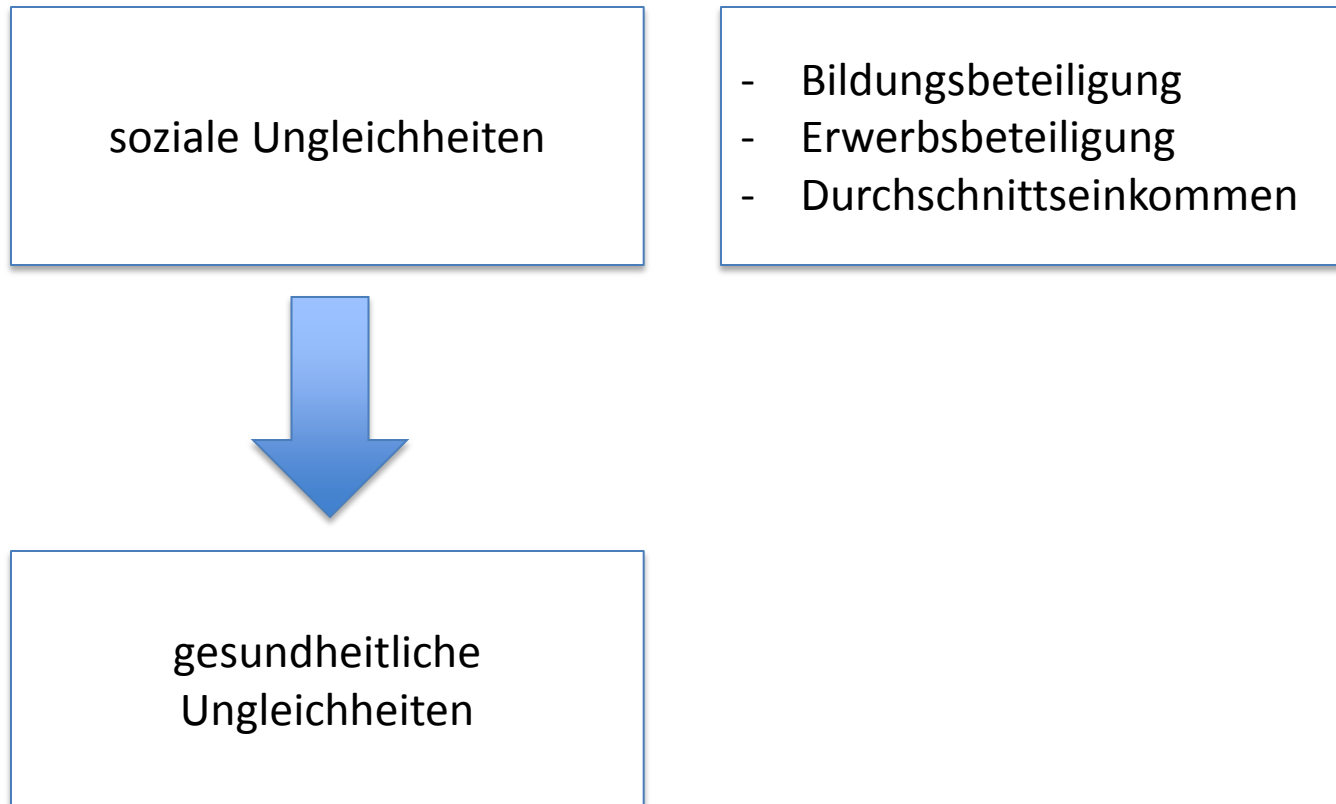 soziale Ungleichheiten
- Bildungsbeteiligung
- Erwerbsbeteiligung
- Durchschnittseinkommen
gesundheitliche
Ungleichheiten